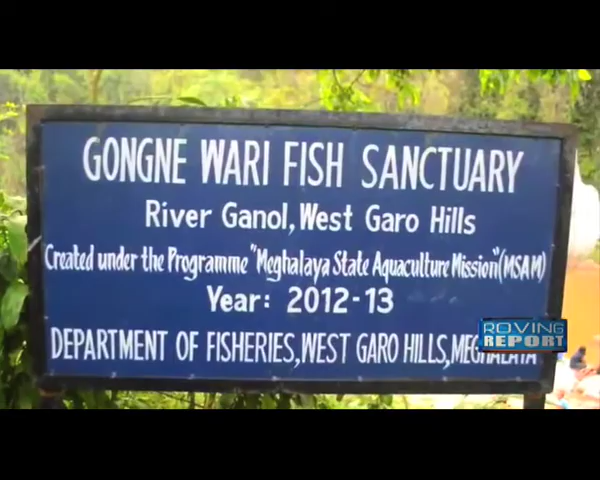 GONGNE WARI FISH SANCTUARY
River Ganol, West Garo Hills
Created under the Programme "Meghalaya State Aquaculture Mission" (MSAM)
Year: 2012-13
DEPARTMENT OF FISHERIES, WEST GARO HILLS, MEGHALAYA
ROVING
REPORT